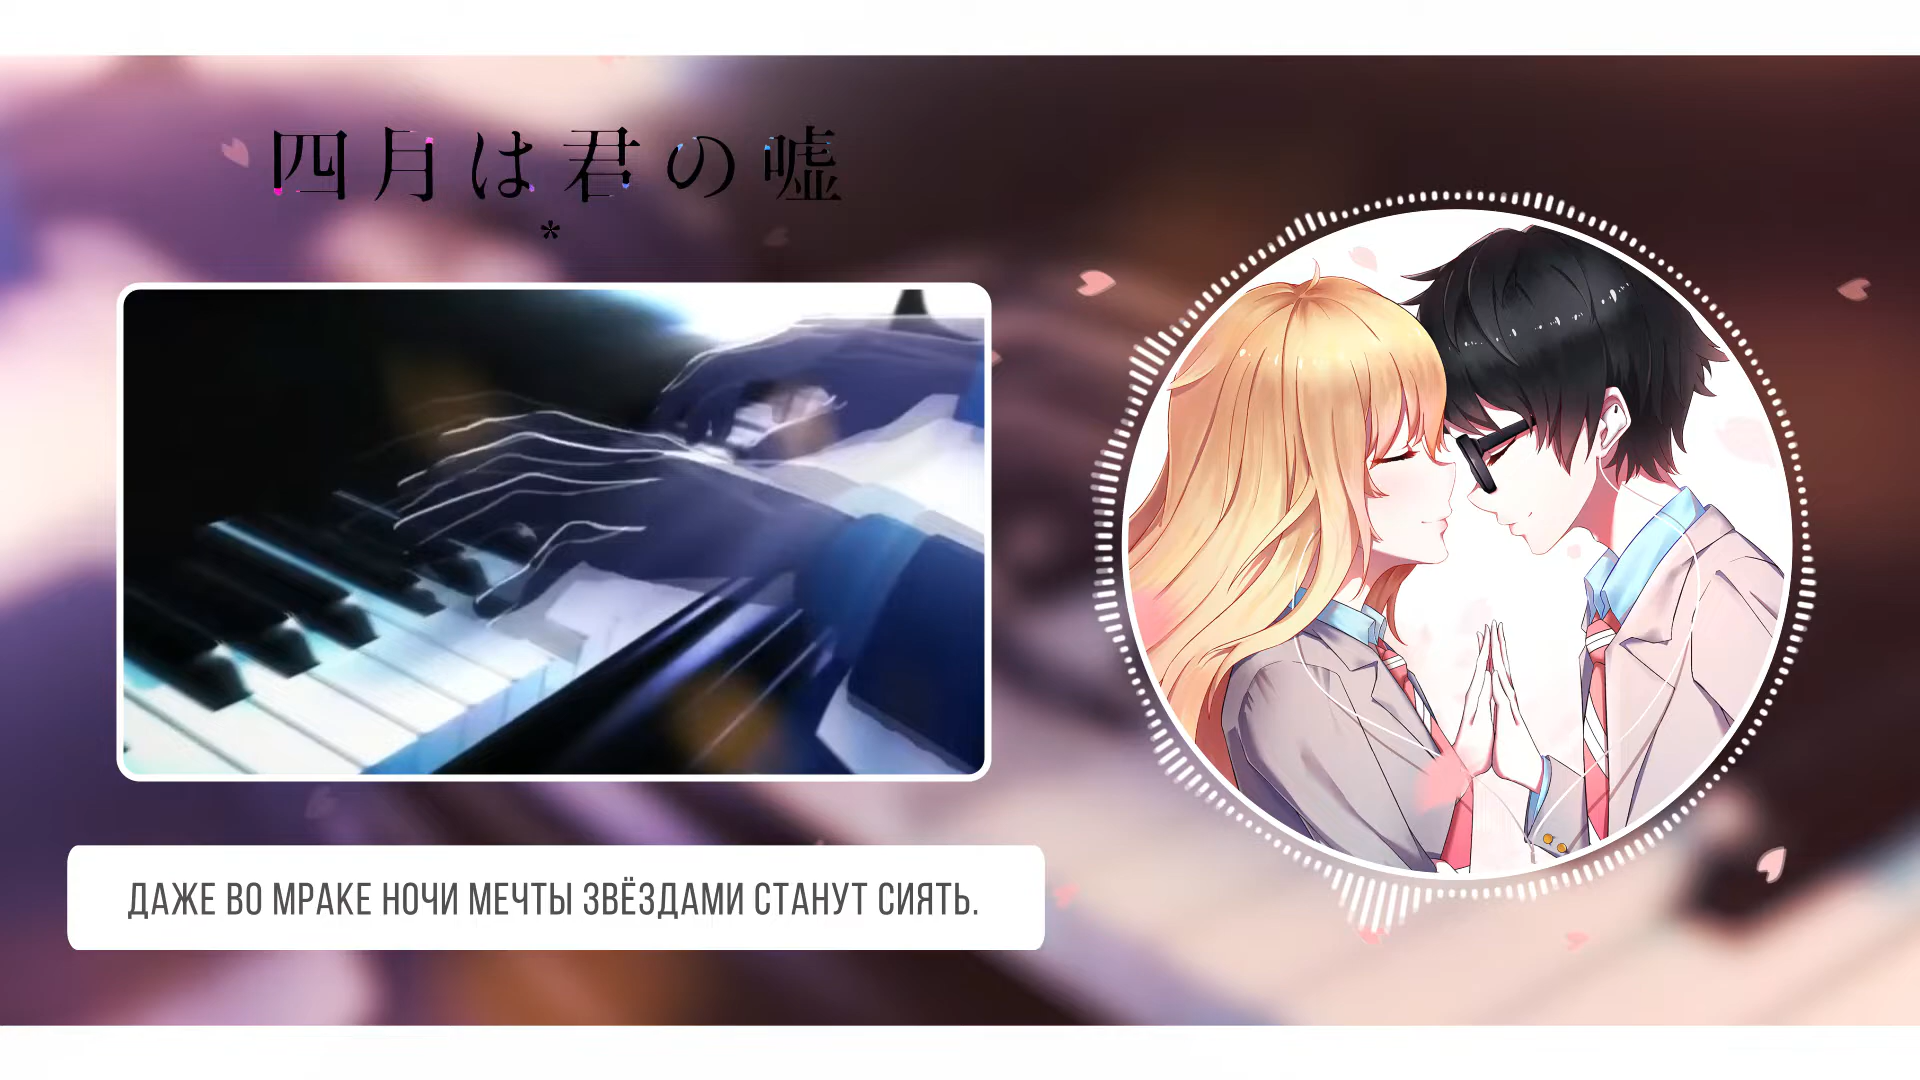 四月は君の嘘
*
ДАЖЕ ВО МРАКЕ НОЧИ МЕЧТЫ ЗВЁЗДАМИ СТАНУТ СИЯТЬ.